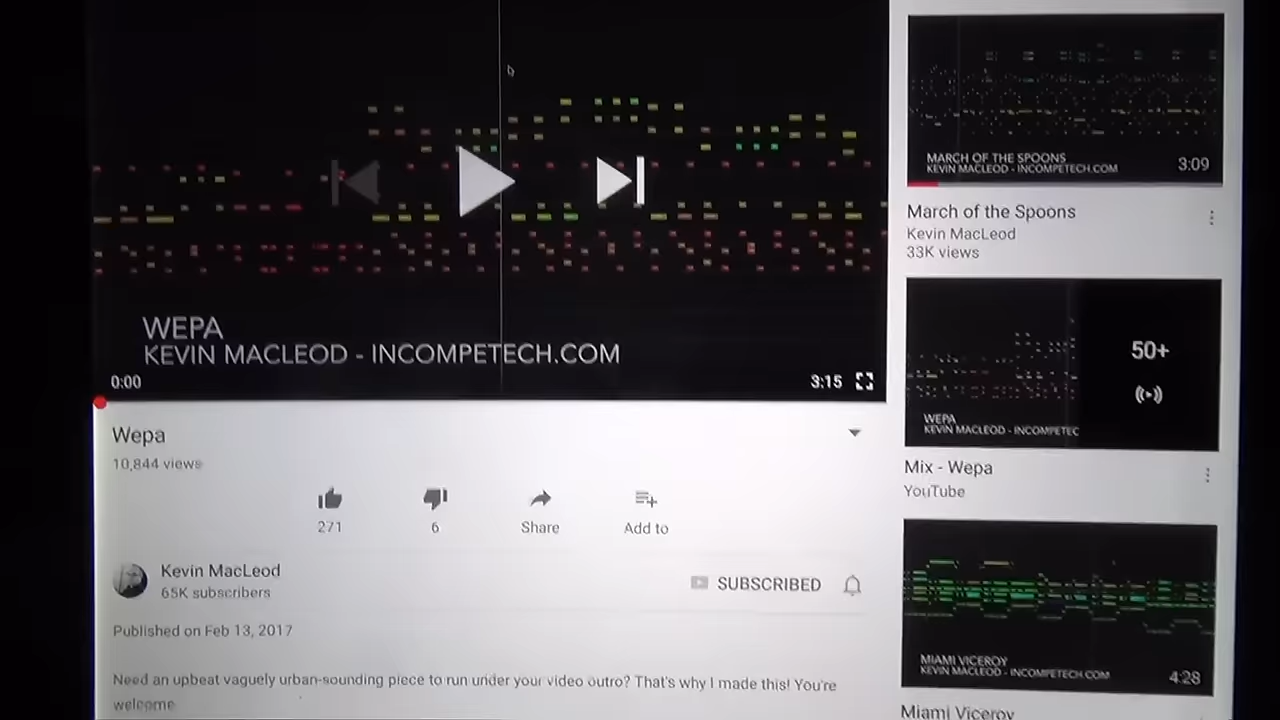 WEPA
KEVIN MACLEOD - INCOMPETECH.COM
0:00
3:15
Wepa
10,844 views
271
6
Share
Add to
Kevin MacLeod
65K subscribers
SUBSCRIBED
Published on Feb 13, 2017
Need an upbeat vaguely urban-sounding piece to run under your video outro? That's why I made this! You're
welcome
MARCH OF THE SPOONS
KEVIN MACLEOD - INCOMPETECH.COM
3:09
March of the Spoons
Kevin MacLeod
33K views
50+
WEPA
KEVIN MACLEOD - INCOMPETEC
Mix - Wepa
YouTube
MIAMI VICEROY
KEVIN MACLEOD - INCOMPETECH.COM
4:28
Miami Viceroy